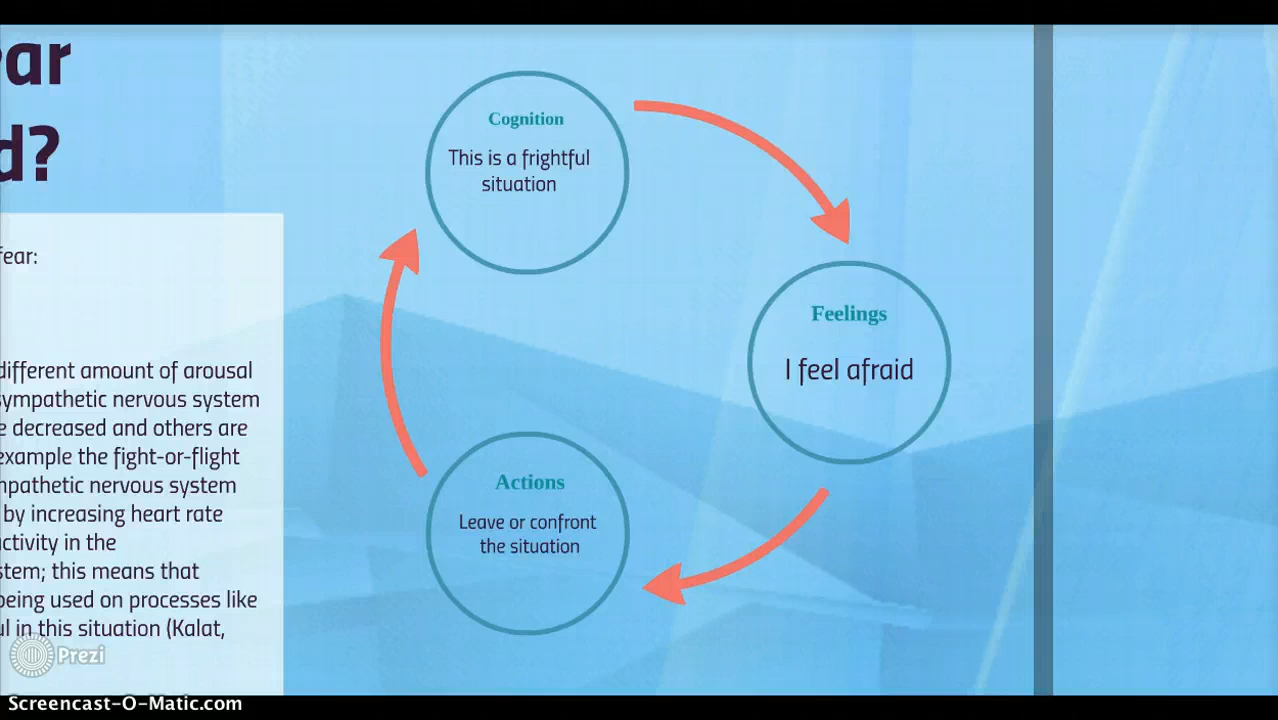 ar
d?
fear:
different amount of arousal
sympathetic nervous system
e decreased and others are
example the fight-or-flight
mpathetic nervous system
by increasing heart rate
activity in the
stem; this means that
being used on processes like
ul in this situation (Kalat,
Cognition
This is a frightful
situation
Feelings
I feel afraid
Actions
Leave or confront
the situation
Prezi
Screencast-O-Matic.com